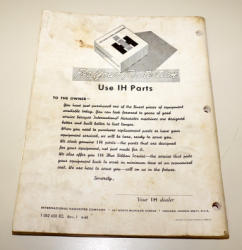 Use IH Parts
TO THE OWNER—
You have just purchased one of the finest pieces of equipment
available today. You can look forward to years of good
service because International Harvester machines are designed
better and built better to last longer.
When you need to purchase replacement parts or have your
equipment serviced, we will be here, ready to serve you.
We stock genuine IH parts—the parts that are designed
for your equipment, not just made for it.
We also offer you IH Blue Ribbon Service—the service that puts
your equipment back to work in minimum time at an economical
cost. We are here to serve you—call on us in the future.
Sincerely,
Your IH dealer
INTERNATIONAL HARVESTER COMPANY
CHICAGO, ILLINOIS 60611, U.S.A.